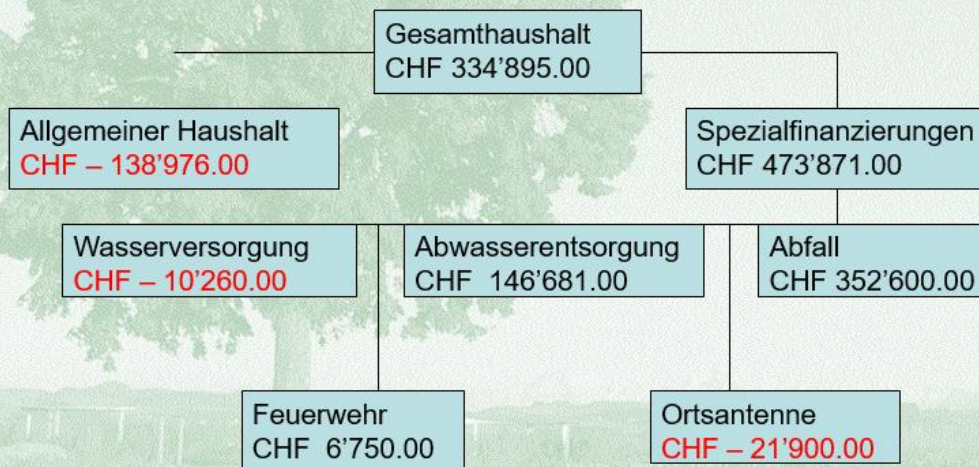 Gesamthaushalt
CHF 334’895.00
Allgemeiner Haushalt
CHF – 138’976.00
Spezialfinanzierungen
CHF 473’871.00
Wasserversorgung
CHF – 10’260.00
Abwasserentsorgung
CHF 146’681.00
Abfall
CHF 352’600.00
Feuerwehr
CHF 6’750.00
Ortsantenne
CHF – 21’900.00